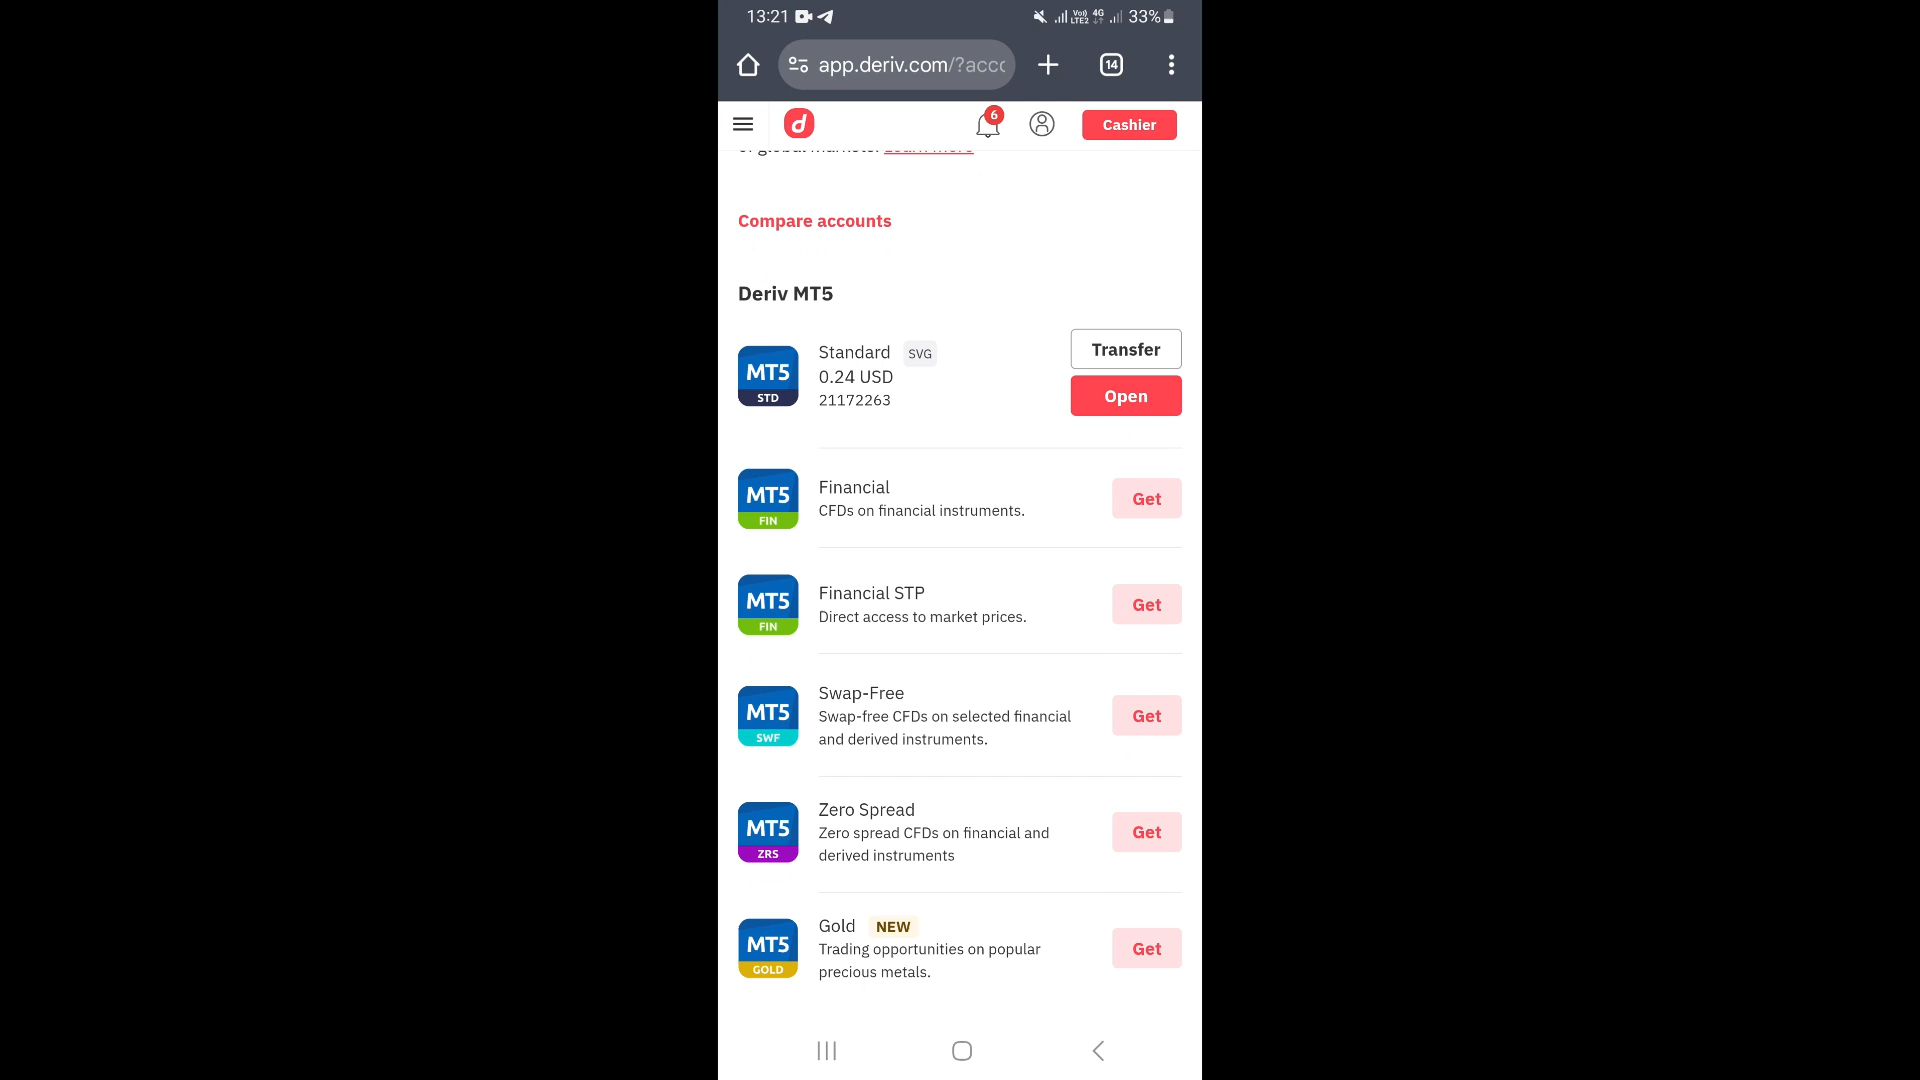 13:21
Vo)) 4G
LTE2
33%
app.deriv.com/?acc
14
d
6
Cashier
Compare accounts
Deriv MT5
MT5
STD
Standard SVG
0.24 USD
21172263
Transfer
Open
MT5
FIN
Financial
CFDs on financial instruments.
Get
MT5
FIN
Financial STP
Direct access to market prices.
Get
MT5
SWF
Swap-Free
Swap-free CFDs on selected financial
and derived instruments.
Get
MT5
ZRS
Zero Spread
Zero spread CFDs on financial and
derived instruments
Get
MT5
GOLD
Gold NEW
Trading opportunities on popular
precious metals.
Get